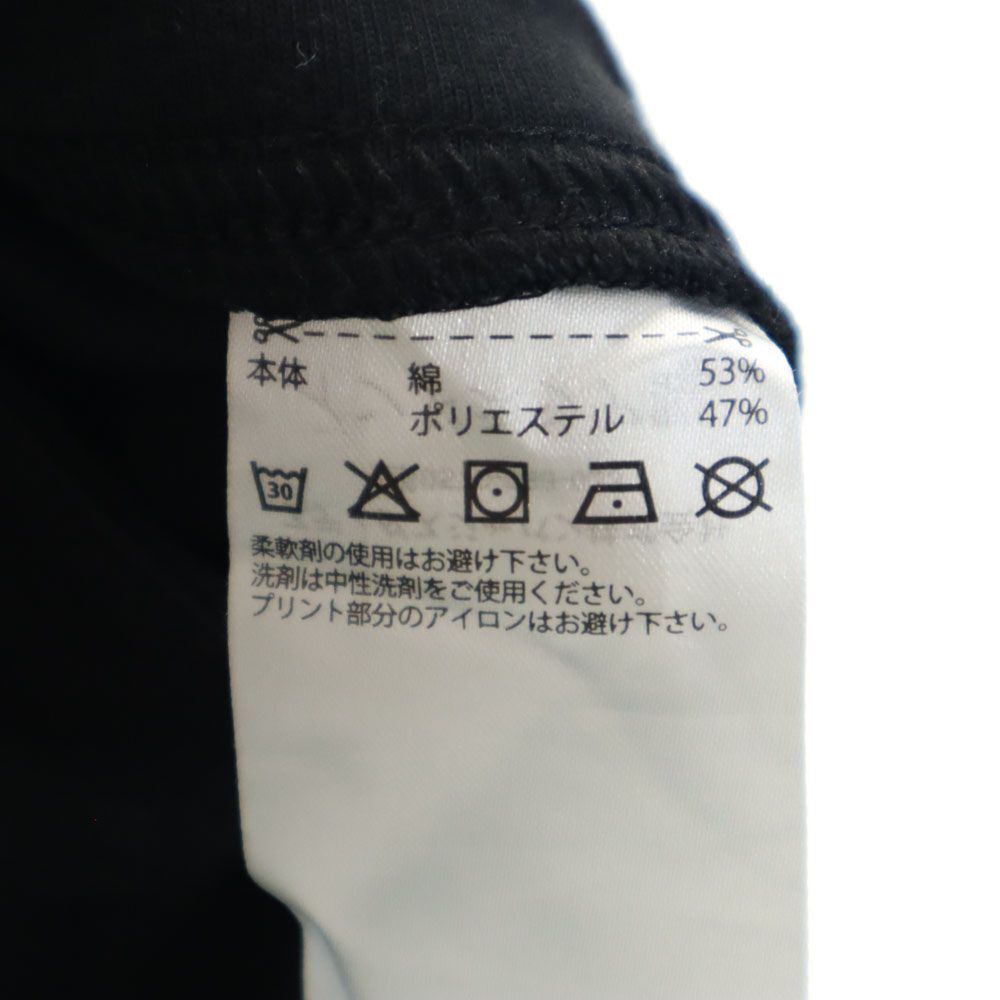 本体 綿 53%
ポリエステル 47%
30
柔軟剤の使用はお避け下さい。
洗剤は中性洗剤をご使用ください。
プリント部分のアイロンはお避け下さい。